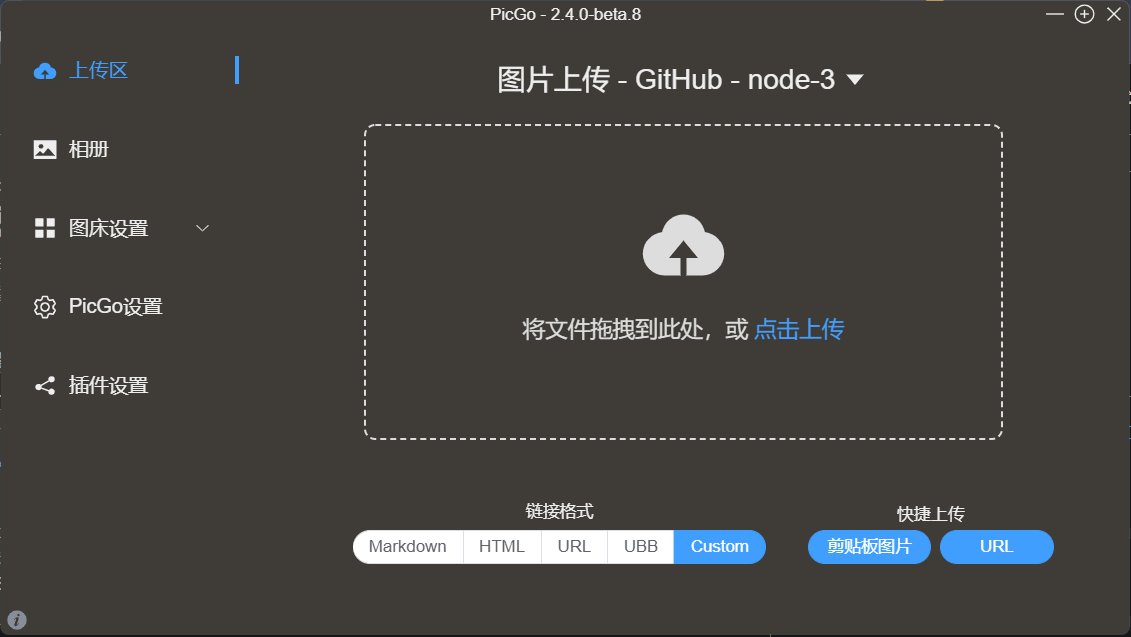 PicGo - 2.4.0-beta.8
上传区
相册
图床设置
PicGo设置
插件设置
图片上传 - GitHub - node-3
将文件拖拽到此处，或 点击上传
链接格式
Markdown HTML URL UBB Custom
快捷上传
剪贴板图片 URL